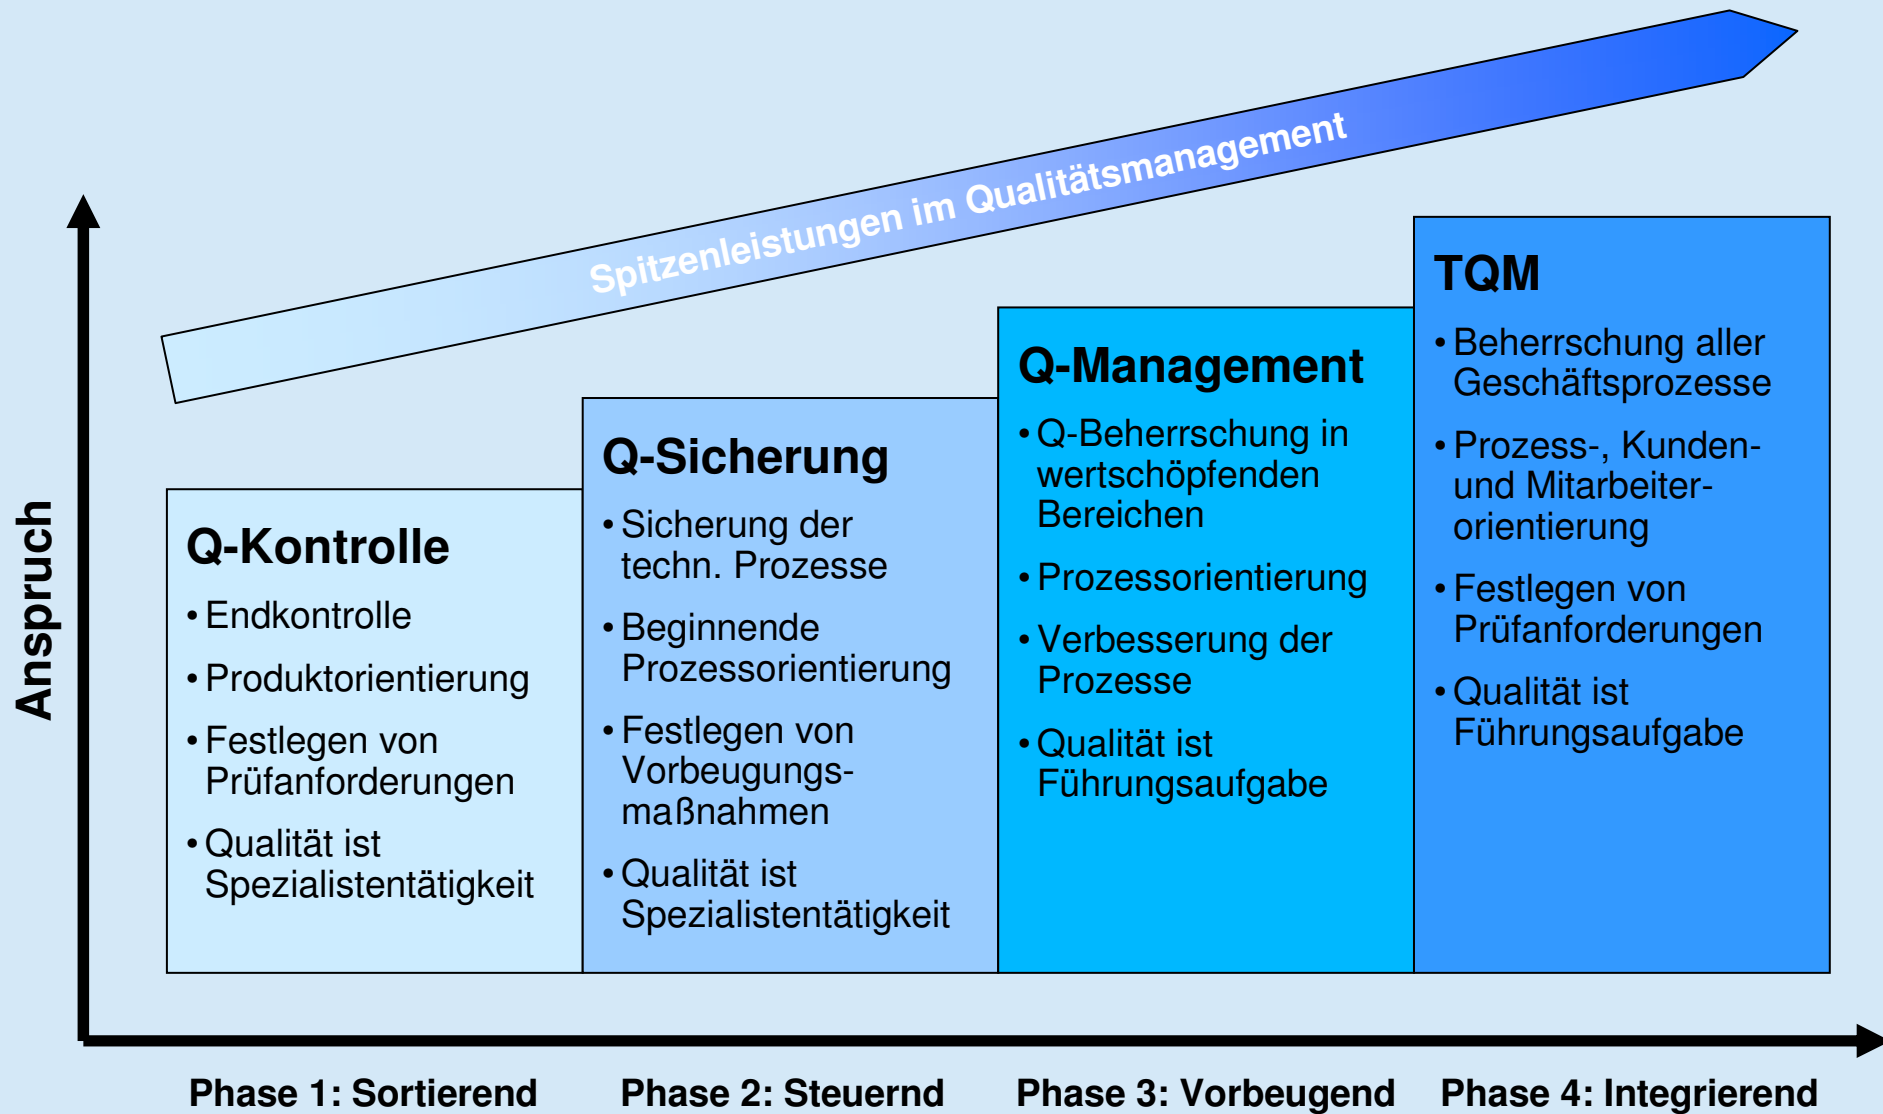 Spitzenleistungen im Qualitätsmanagement
Anspruch
Q-Kontrolle
• Endkontrolle
• Produktorientierung
• Festlegen von
Prüfanforderungen
• Qualität ist
Spezialistentätigkeit
Q-Sicherung
• Sicherung der
techn. Prozesse
• Beginnende
Prozessorientierung
• Festlegen von
Vorbeugungs-
maßnahmen
• Qualität ist
Spezialistentätigkeit
Q-Management
• Q-Beherrschung in
wertschöpfenden
Bereichen
• Prozessorientierung
• Verbesserung der
Prozesse
• Qualität ist
Führungsaufgabe
TQM
• Beherrschung aller
Geschäftsprozesse
• Prozess-, Kunden-
und Mitarbeiter-
orientierung
• Festlegen von
Prüfanforderungen
• Qualität ist
Führungsaufgabe
Phase 1: Sortierend
Phase 2: Steuernd
Phase 3: Vorbeugend
Phase 4: Integrierend